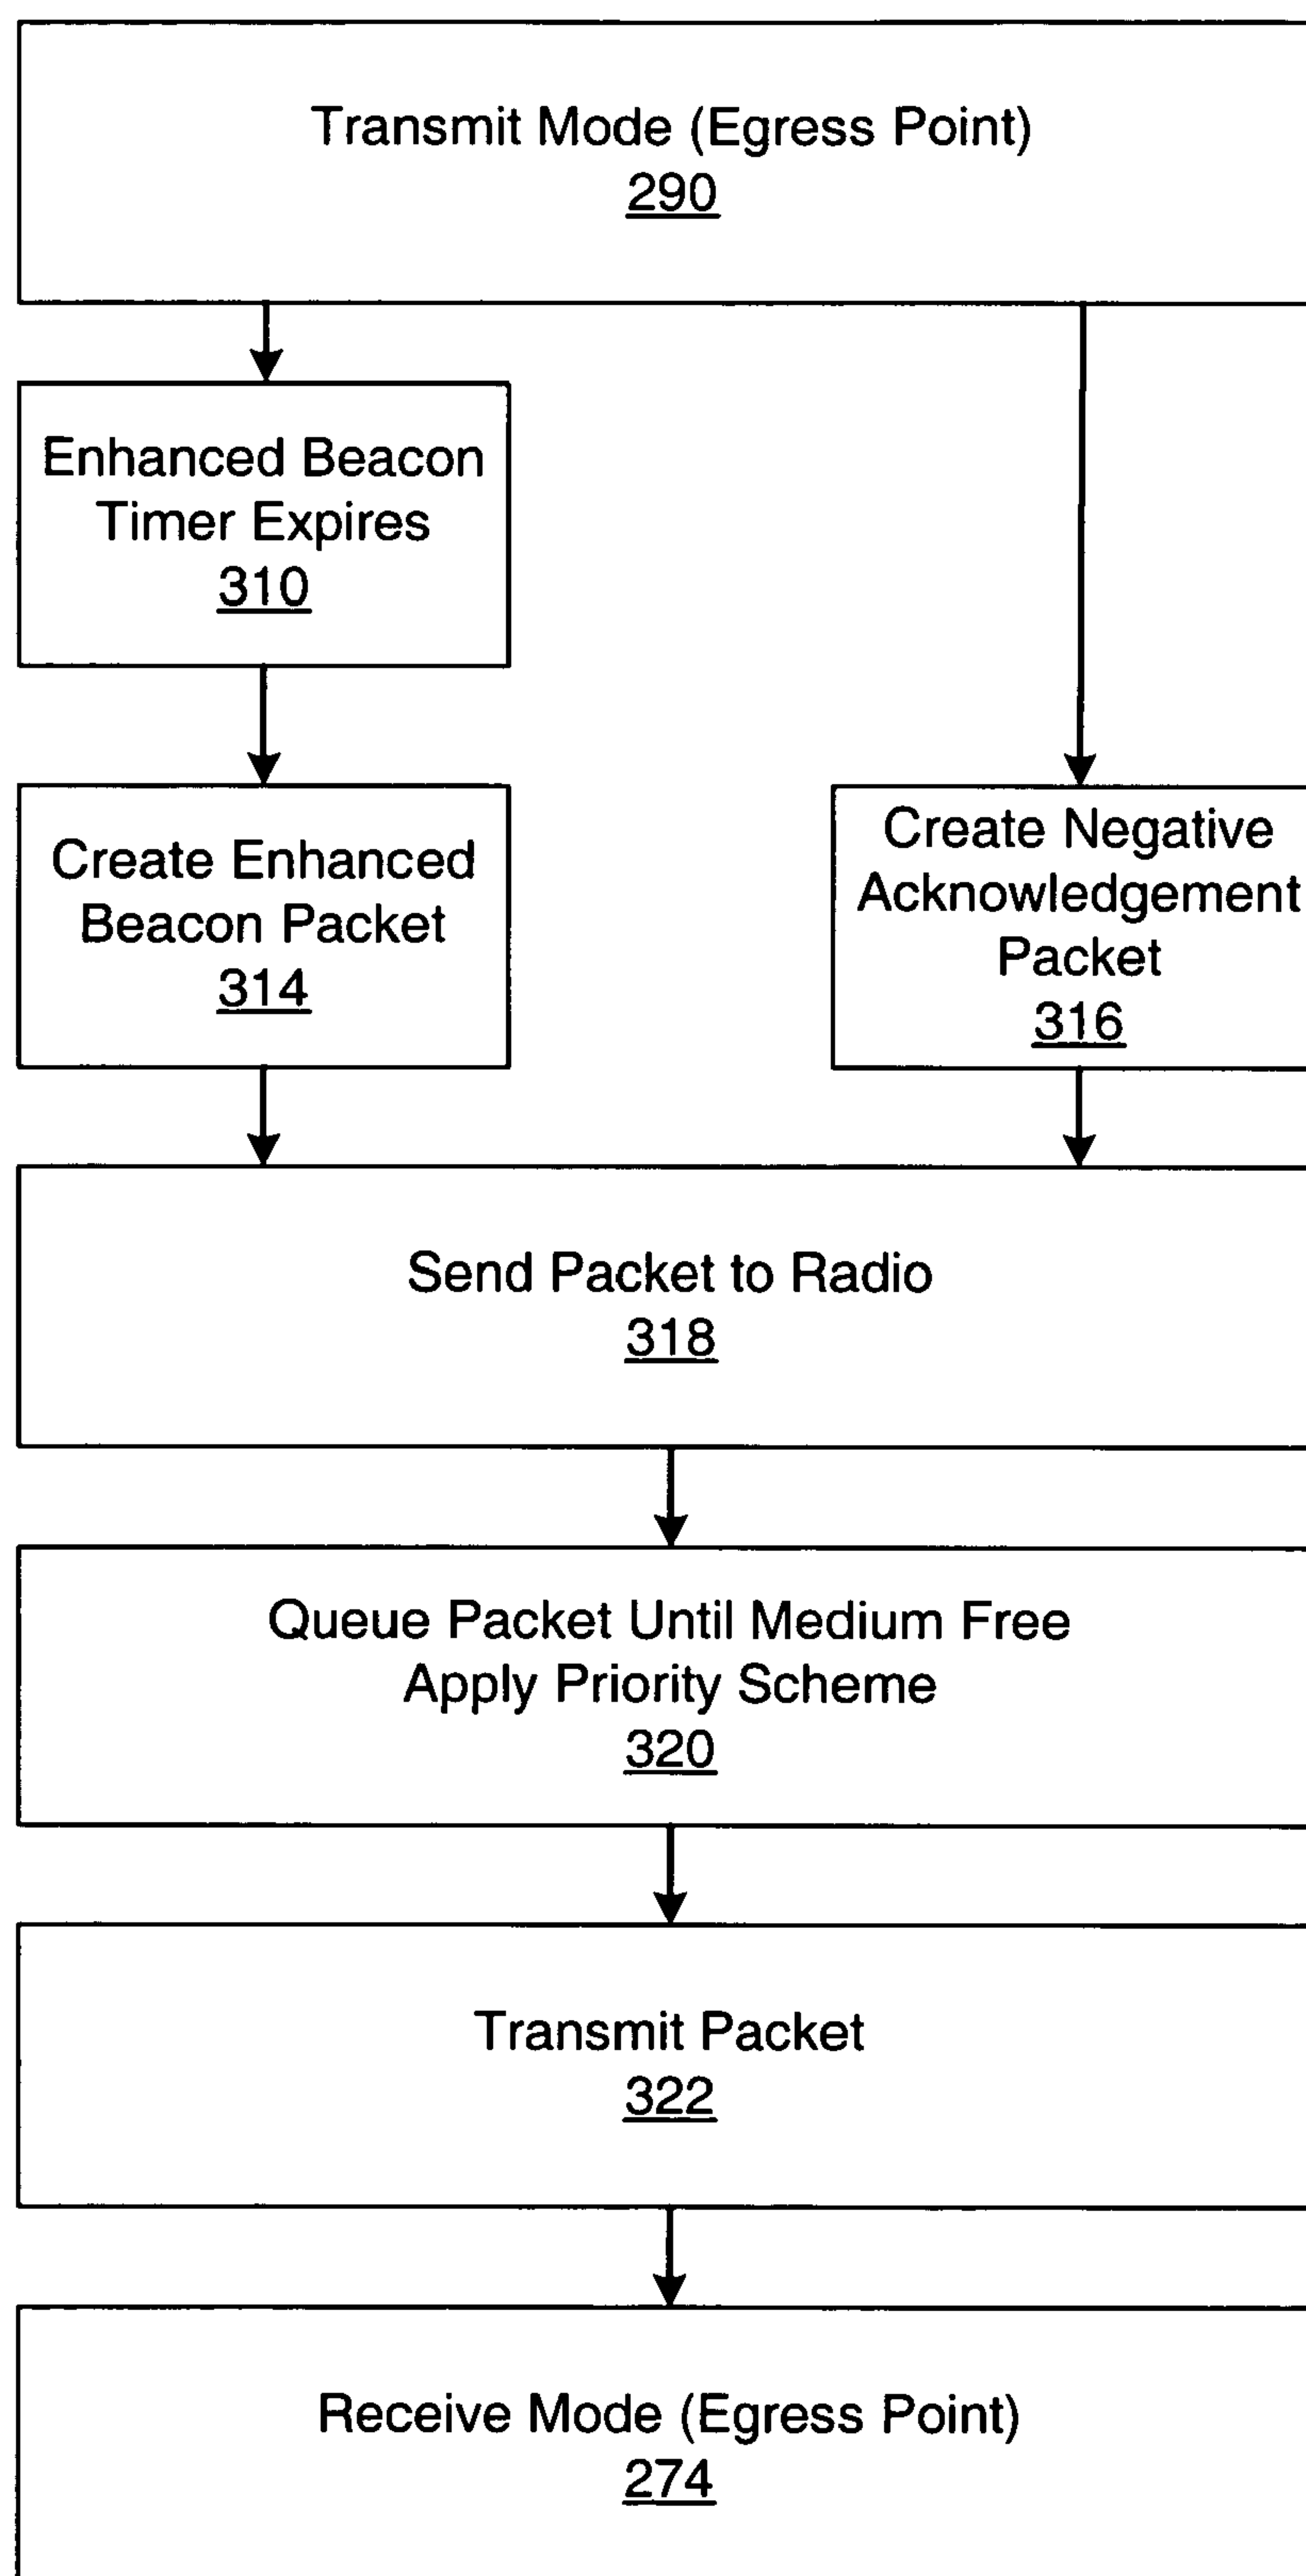 Transmit Mode (Egress Point)
290
Enhanced Beacon
Timer Expires
310
Create Enhanced
Beacon Packet
314
Create Negative
Acknowledgement
Packet
316
Send Packet to Radio
318
Queue Packet Until Medium Free
Apply Priority Scheme
320
Transmit Packet
322
Receive Mode (Egress Point)
274